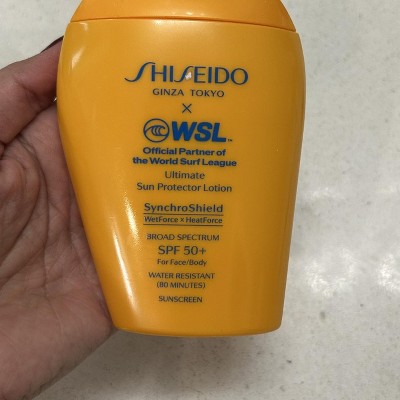 SHISEIDO
GINZA TOKYO
×
WSL™
Official Partner of
the World Surf League
Ultimate
Sun Protector Lotion
SynchroShield
WetForce × HeatForce
BROAD SPECTRUM
SPF 50+
For Face/Body
WATER RESISTANT
(80 MINUTES)
SUNSCREEN